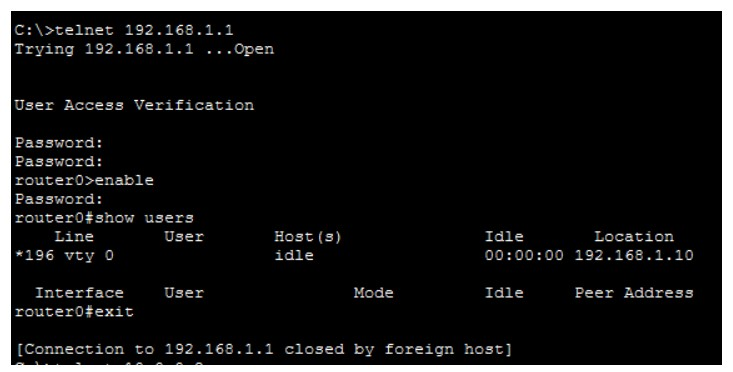 C:\>telnet 192.168.1.1
Trying 192.168.1.1 ...Open
User Access Verification
Password:
Password:
router0>enable
Password:
router0#show users
Line User Host(s) Idle Location
*196 vty 0 idle 00:00:00 192.168.1.10
Interface User Mode Idle Peer Address
router0#exit
[Connection to 192.168.1.1 closed by foreign host]